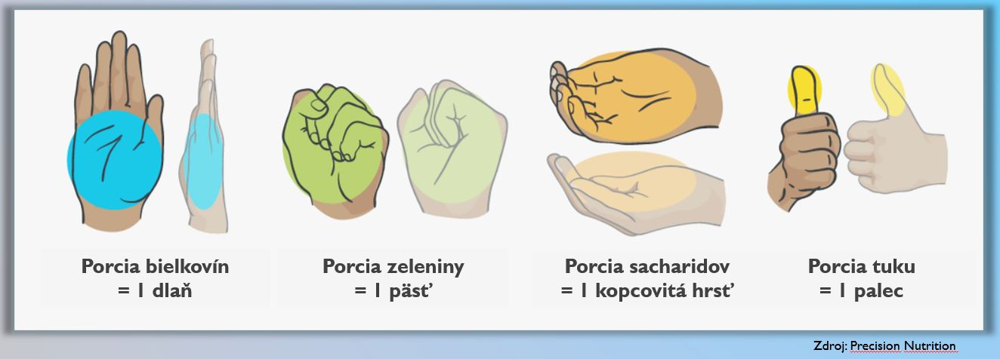 Porcia bielkovín
= 1 dlaň
Porcia zeleniny
= 1 päsť
Porcia sacharidov
= 1 kopcovitá hrsť
Porcia tuku
= 1 palec
Zdroj: Precision Nutrition